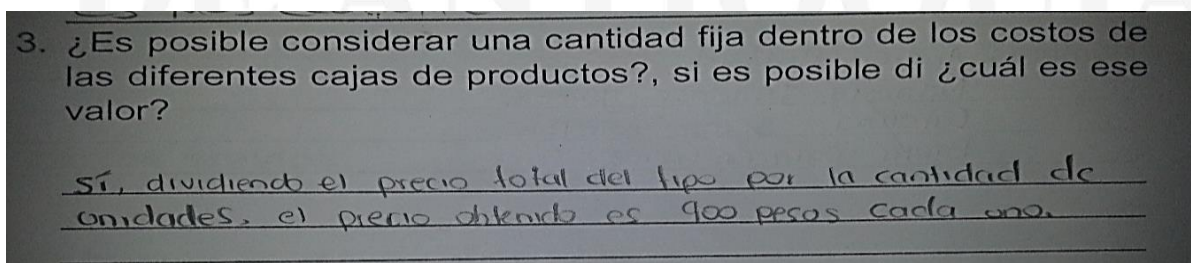 3. ¿Es posible considerar una cantidad fija dentro de los costos de
las diferentes cajas de productos?, si es posible di ¿cuál es ese
valor?
sí, dividiendo el precio total del tipo por la cantidad de
unidades, el precio obtenido es 900 pesos cada uno.